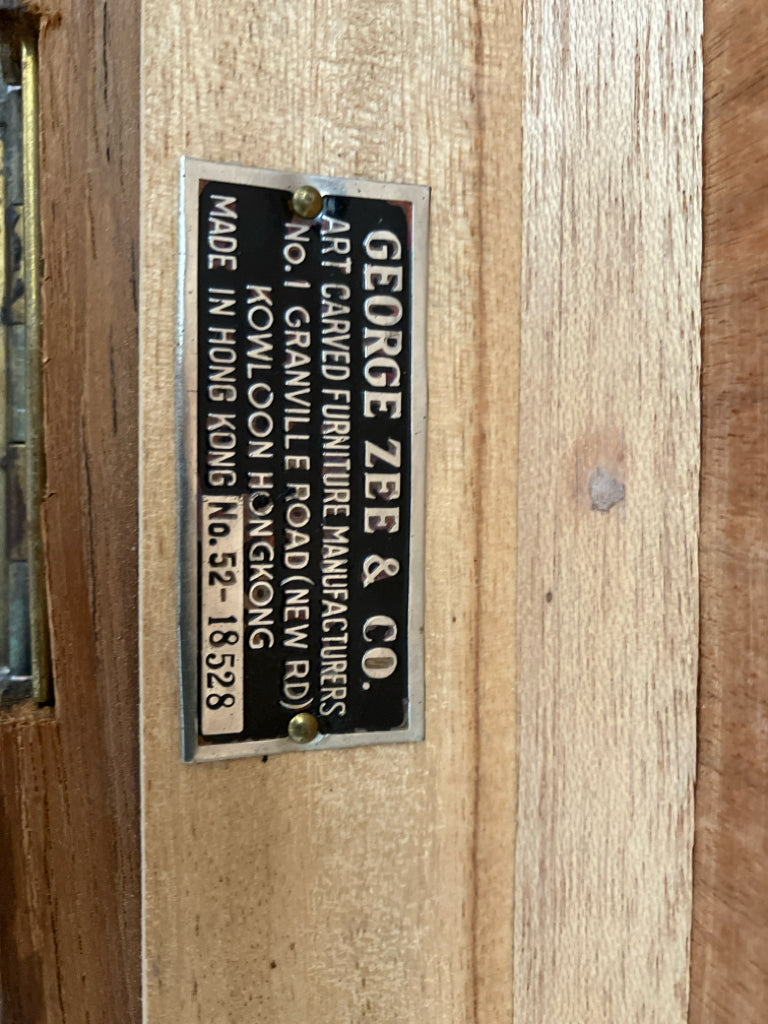 GEORGE ZEE & CO.
ART CARVED FURNITURE MANUFACTURERS
No. 1 GRANVILLE ROAD (NEW RD)
KOWLOON HONGKONG
MADE IN HONG KONG No. 52-18528